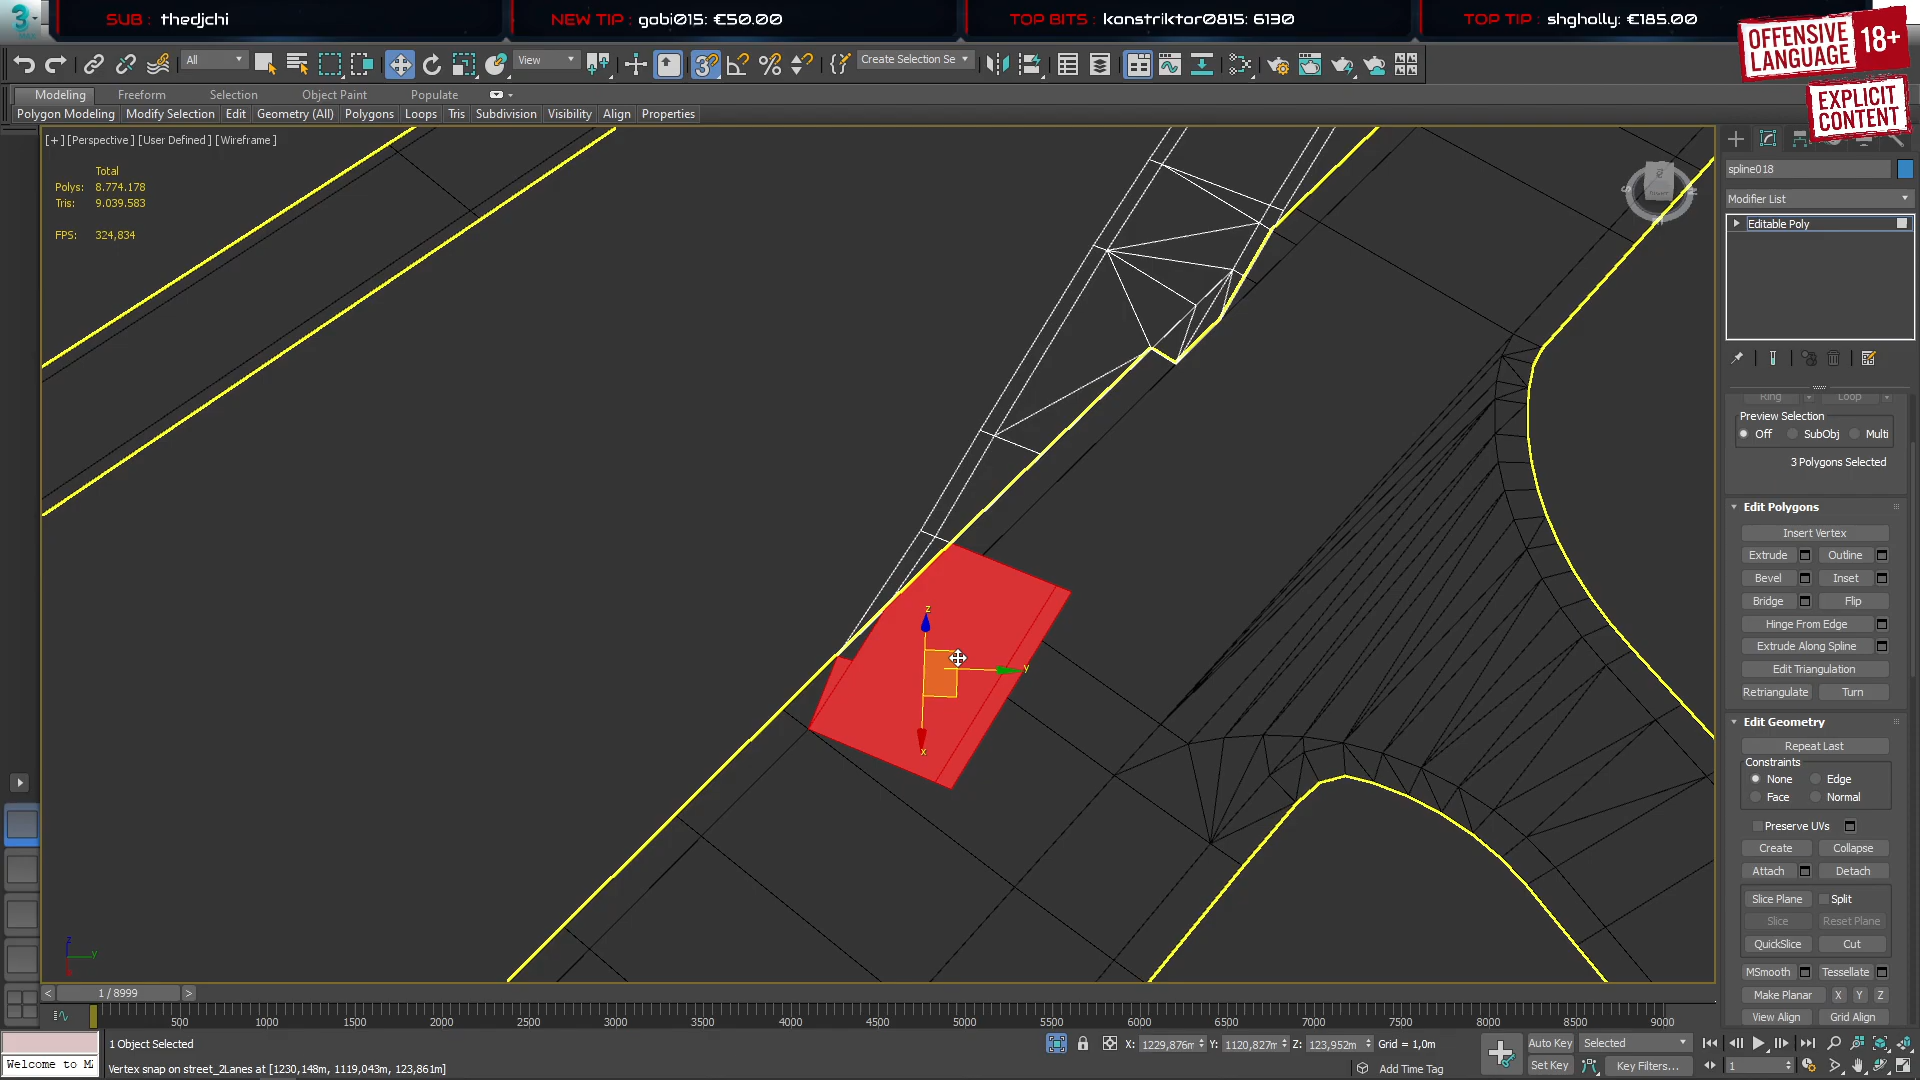 SUB : thedjchi
NEW TIP : gabi015: €50.00
TOP BITS : konstriktor0815: 6130
TOP TIP : shgholly: €185.00
OFFENSIVE LANGUAGE 18+
EXPLICIT CONTENT
3
All
View
Create Selection Se
Modeling Freeform Selection Object Paint Populate
Polygon Modeling Modify Selection Edit Geometry (All) Polygons Loops Tris Subdivision Visibility Align Properties
[+] [Perspective ] [User Defined ] [Wireframe ]
Total
Polys: 8.774.178
Tris: 9.039.583
FPS: 324,834
z
y
x
spline018
Modifier List
Editable Poly
Ring Loop
Preview Selection
Off SubObj Multi
3 Polygons Selected
Edit Polygons
Insert Vertex
Extrude Outline
Bevel Inset
Bridge Flip
Hinge From Edge
Extrude Along Spline
Edit Triangulation
Retriangulate Turn
Edit Geometry
Repeat Last
Constraints
None Edge
Face Normal
Preserve UVs
Create Collapse
Attach Detach
Slice Plane Split
Slice Reset Plane
QuickSlice Cut
MSmooth Tessellate
Make Planar X Y Z
View Align Grid Align
< 1 / 8999 >
500 1000 1500 2000 2500 3000 3500 4000 4500 5000 5500 6000 6500 7000 7500 8000 8500 9000
1 Object Selected
X: 1229,876m Y: 1120,827m Z: 123,952m Grid = 1,0m
Auto Key Selected
Welcome to M
Vertex snap on street_2Lanes at [1230,148m, 1119,043m, 123,861m]
Add Time Tag
Set Key Key Filters... 1